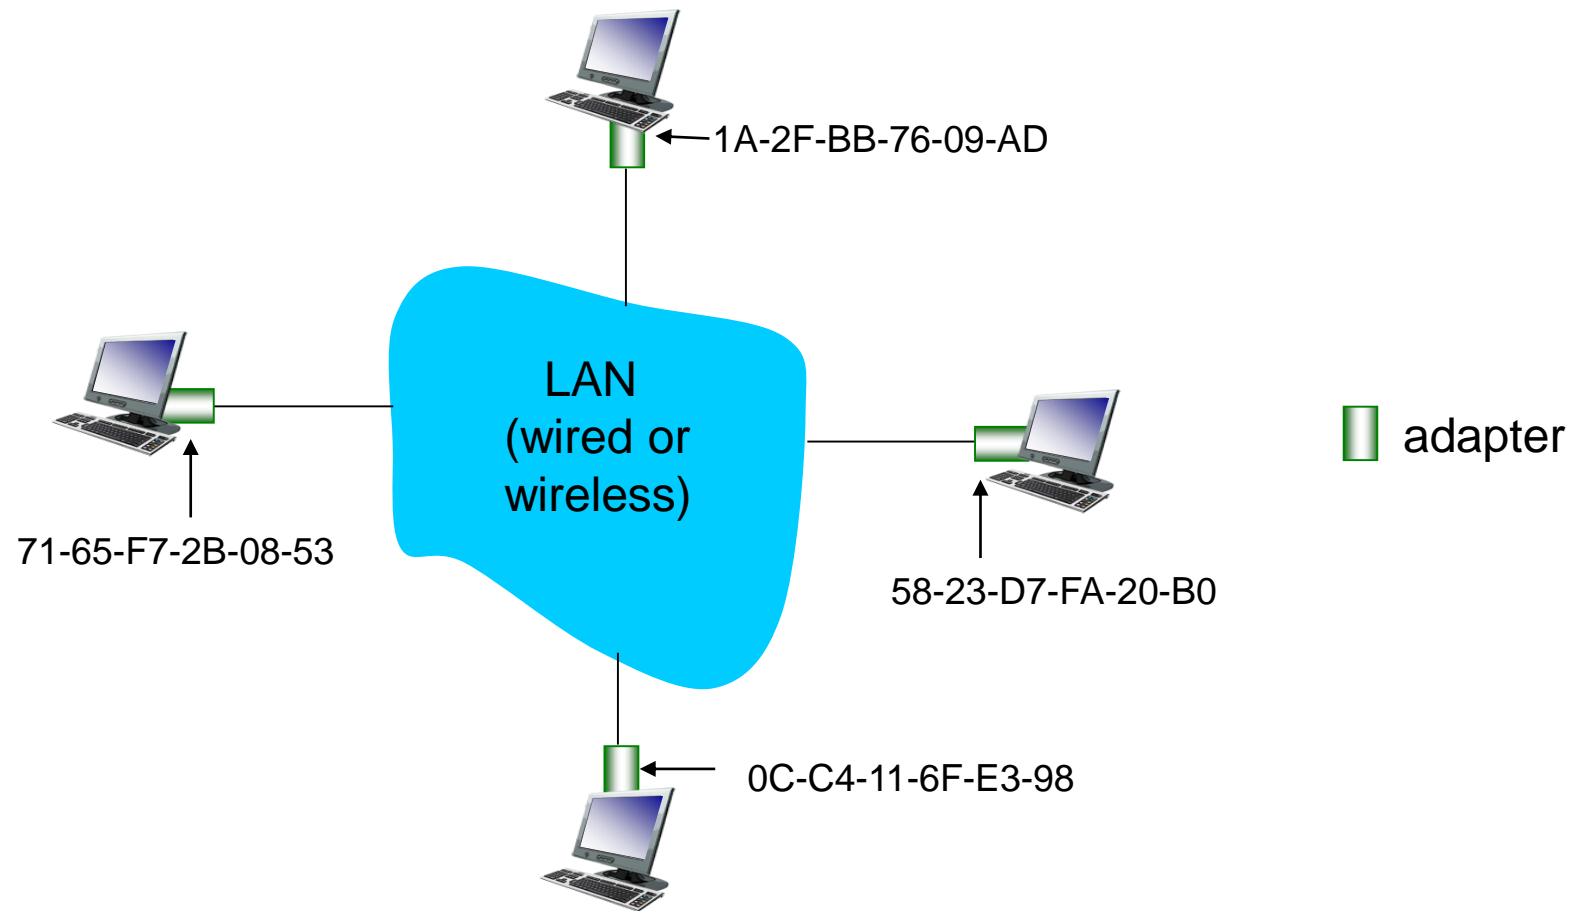 1A-2F-BB-76-09-AD
LAN
(wired or
wireless)
adapter
71-65-F7-2B-08-53
58-23-D7-FA-20-B0
0C-C4-11-6F-E3-98